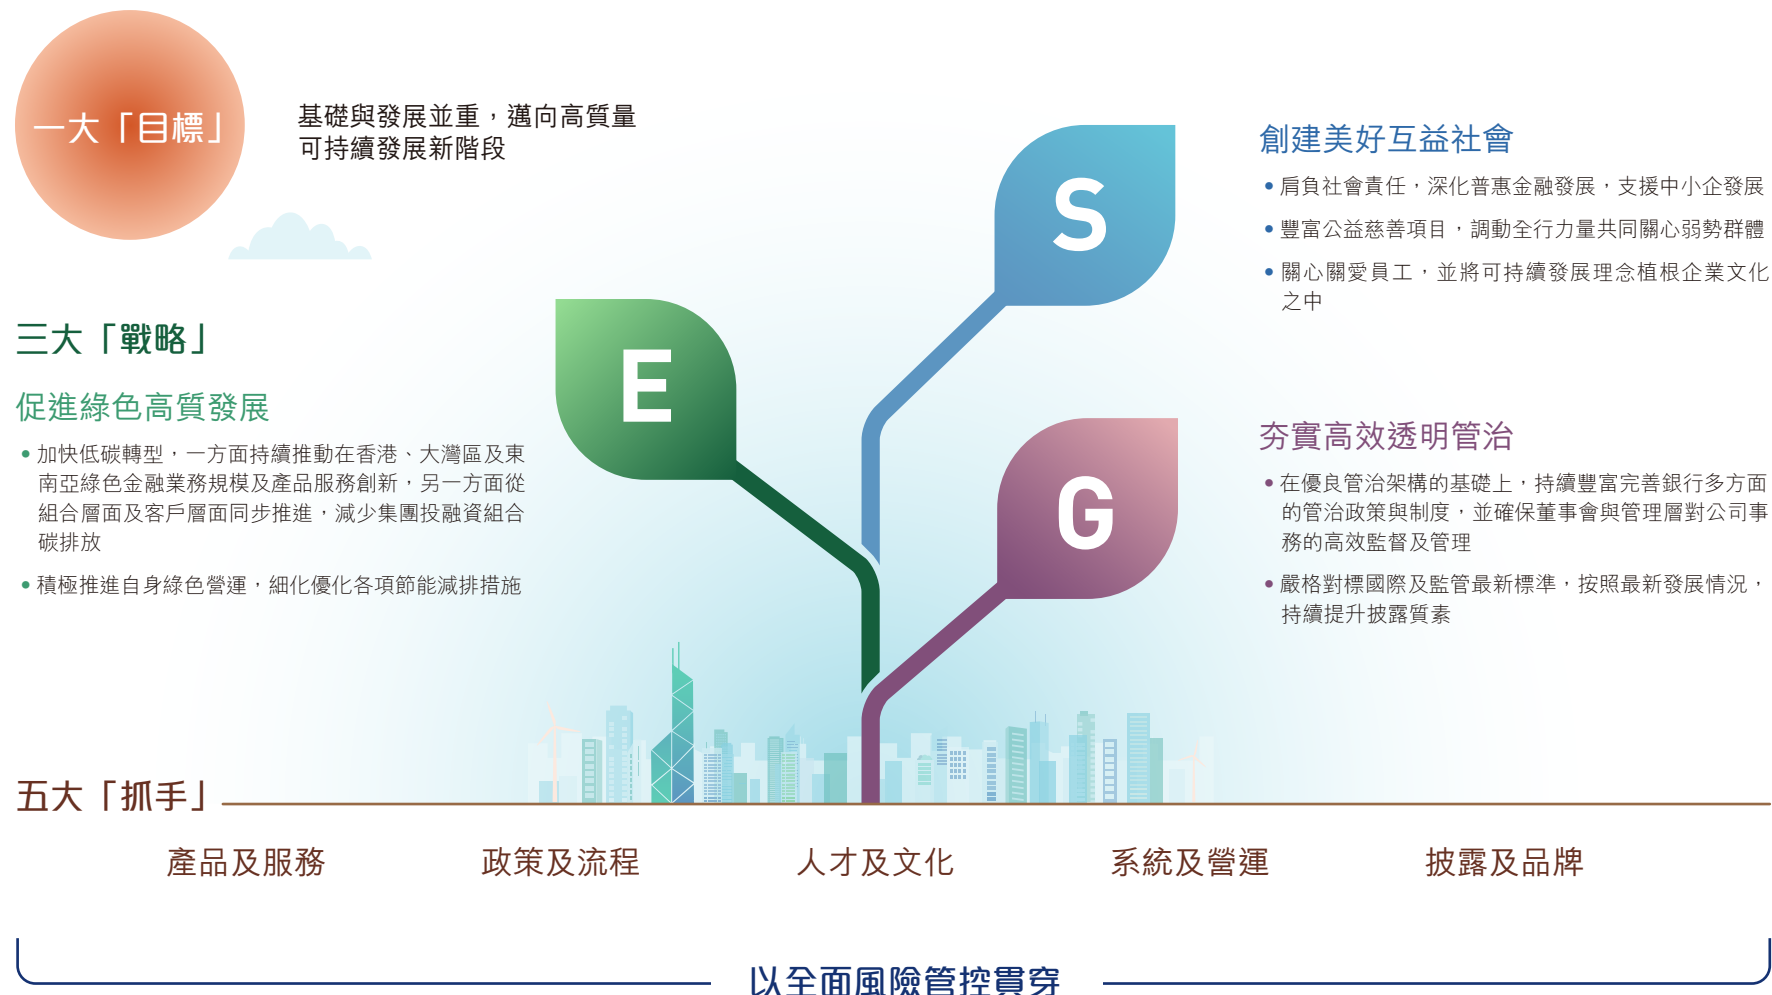 一大「目標」
基礎與發展並重，邁向高質量
可持續發展新階段
三大「戰略」
促進綠色高質發展
• 加快低碳轉型，一方面持續推動在香港、大灣區及東
南亞綠色金融業務規模及產品服務創新，另一方面從
組合層面及客戶層面同步推進，減少集團投融資組合
碳排放
• 積極推進自身綠色營運，細化優化各項節能減排措施
E
S
G
創建美好互益社會
• 肩負社會責任，深化普惠金融發展，支援中小企發展
• 豐富公益慈善項目，調動全行力量共同關心弱勢群體
• 關心關愛員工，並將可持續發展理念植根企業文化
之中
夯實高效透明管治
• 在優良管治架構的基礎上，持續豐富完善銀行多方面
的管治政策與制度，並確保董事會與管理層對公司事
務的高效監督及管理
• 嚴格對標國際及監管最新標準，按照最新發展情況，
持續提升披露質素
五大「抓手」
產品及服務
政策及流程
人才及文化
系統及營運
披露及品牌
以全面風險管控貫穿